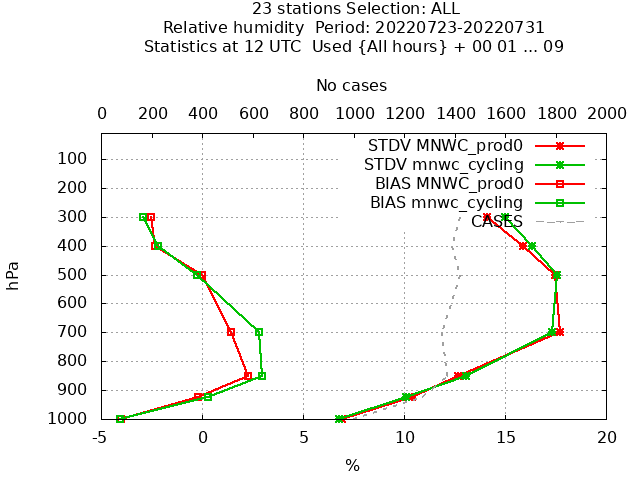 23 stations Selection: ALL
Relative humidity  Period: 20220723-20220731
Statistics at 12 UTC  Used {All hours} + 00 01 ... 09
No cases
0 200 400 600 800 1000 1200 1400 1600 1800 2000
STDV MNWC_prod0
STDV mnwc_cycling
BIAS MNWC_prod0
BIAS mnwc_cycling
CASES
100
200
300
400
500
600
700
800
900
1000
hPa
-5 0 5 10 15 20
%